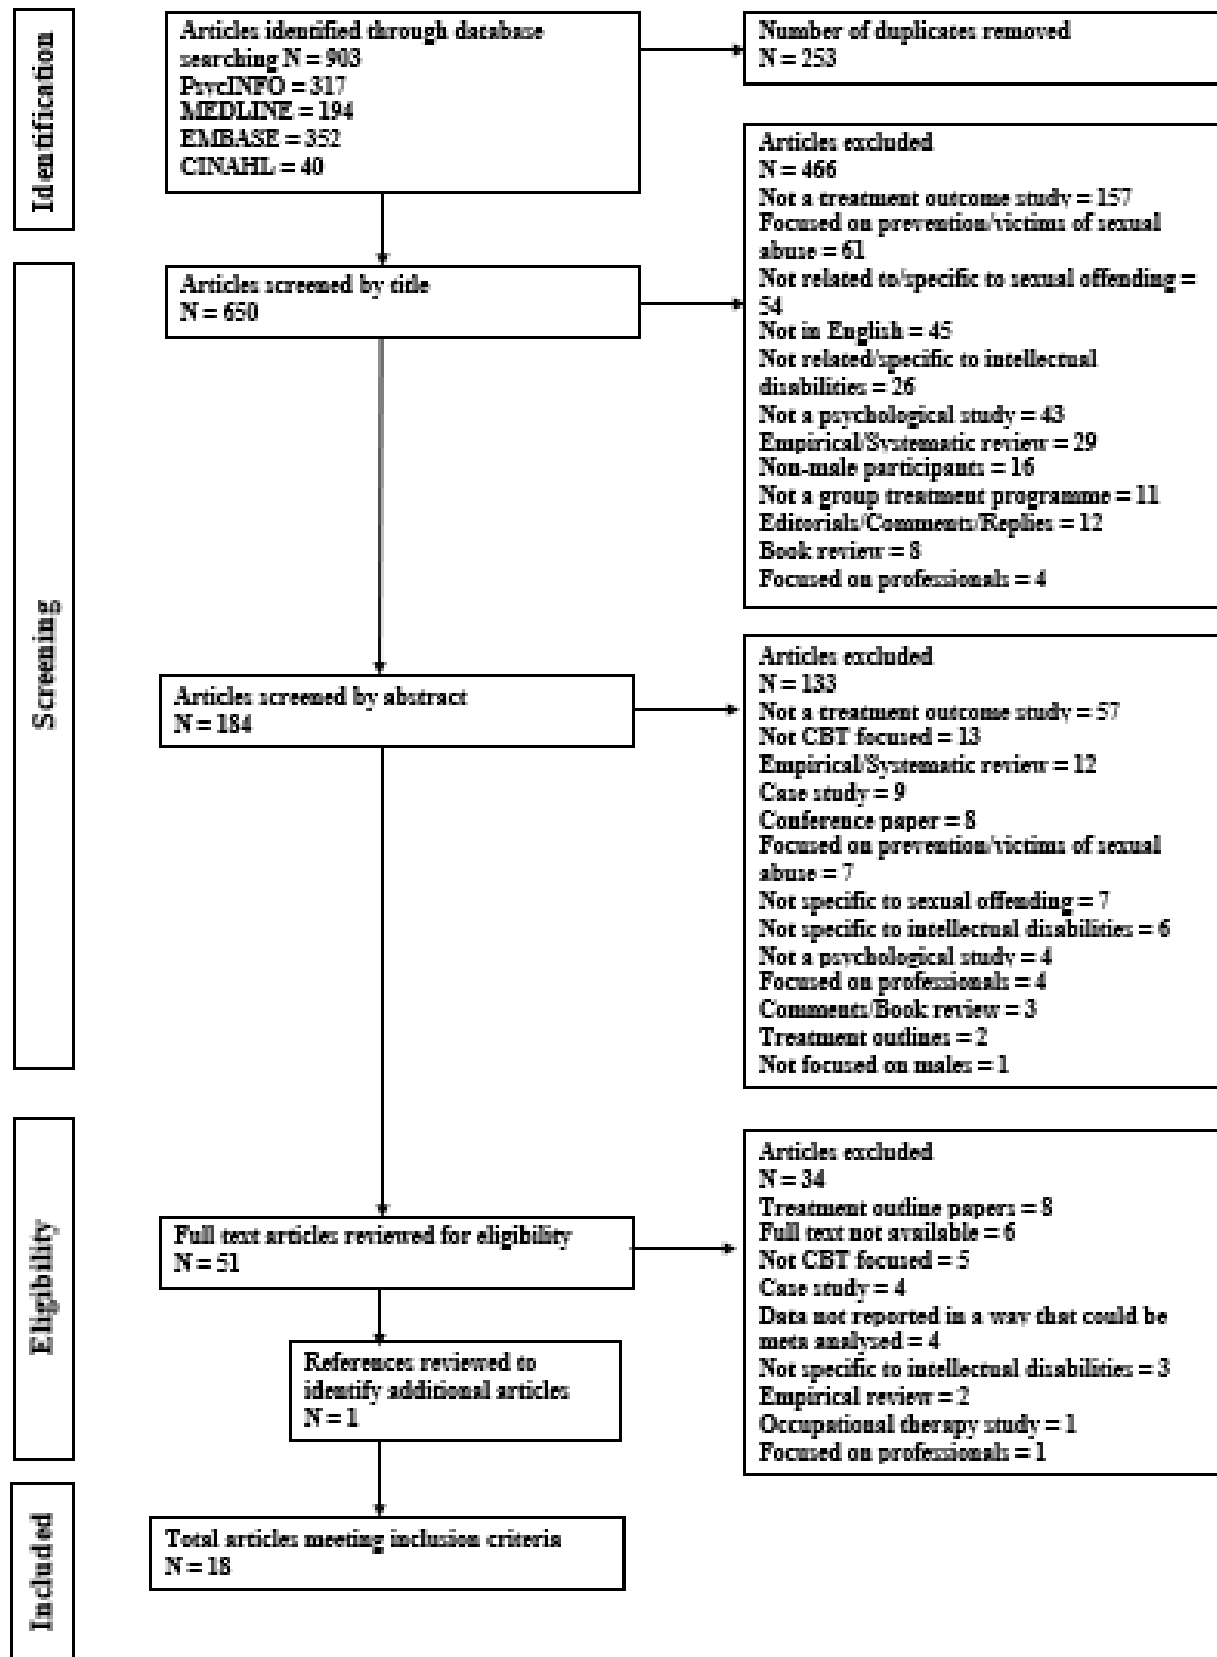 Identification
Articles identified through database
searching N = 903
PsycINFO = 317
MEDLINE = 194
EMBASE = 352
CINAHL = 40
Number of duplicates removed
N = 253
Screening
Articles screened by title
N = 650
Articles excluded
N = 466
Not a treatment outcome study = 157
Focused on prevention/victims of sexual
abuse = 61
Not related to/specific to sexual offending =
54
Not in English = 45
Not related/specific to intellectual
disabilities = 26
Not a psychological study = 43
Empirical/Systematic review = 29
Non-male participants = 16
Not a group treatment programme = 11
Editorials/Comments/Replies = 12
Book review = 8
Focused on professionals = 4
Articles screened by abstract
N = 184
Articles excluded
N = 133
Not a treatment outcome study = 57
Not CBT focused = 13
Empirical/Systematic review = 12
Case study = 9
Conference paper = 8
Focused on prevention/victims of sexual
abuse = 7
Not specific to sexual offending = 7
Not specific to intellectual disabilities = 6
Not a psychological study = 4
Focused on professionals = 4
Comments/Book review = 3
Treatment outlines = 2
Not focused on males = 1
Eligibility
Full text articles reviewed for eligibility
N = 51
Articles excluded
N = 34
Treatment outline papers = 8
Full text not available = 6
Not CBT focused = 5
Case study = 4
Data not reported in a way that could be
meta analysed = 4
Not specific to intellectual disabilities = 3
Empirical review = 2
Occupational therapy study = 1
Focused on professionals = 1
References reviewed to
identify additional articles
N = 1
Included
Total articles meeting inclusion criteria
N = 18